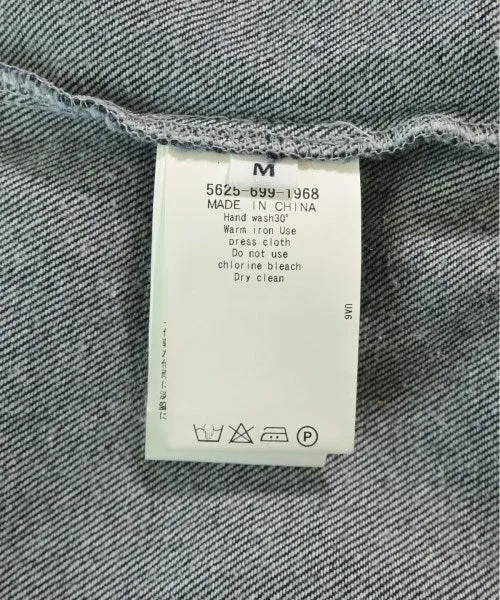 M
5625-699-1968
MADE IN CHINA
Hand wash30°
Warm iron Use
press cloth
Do not use
chlorine bleach
Dry clean
UA6
P